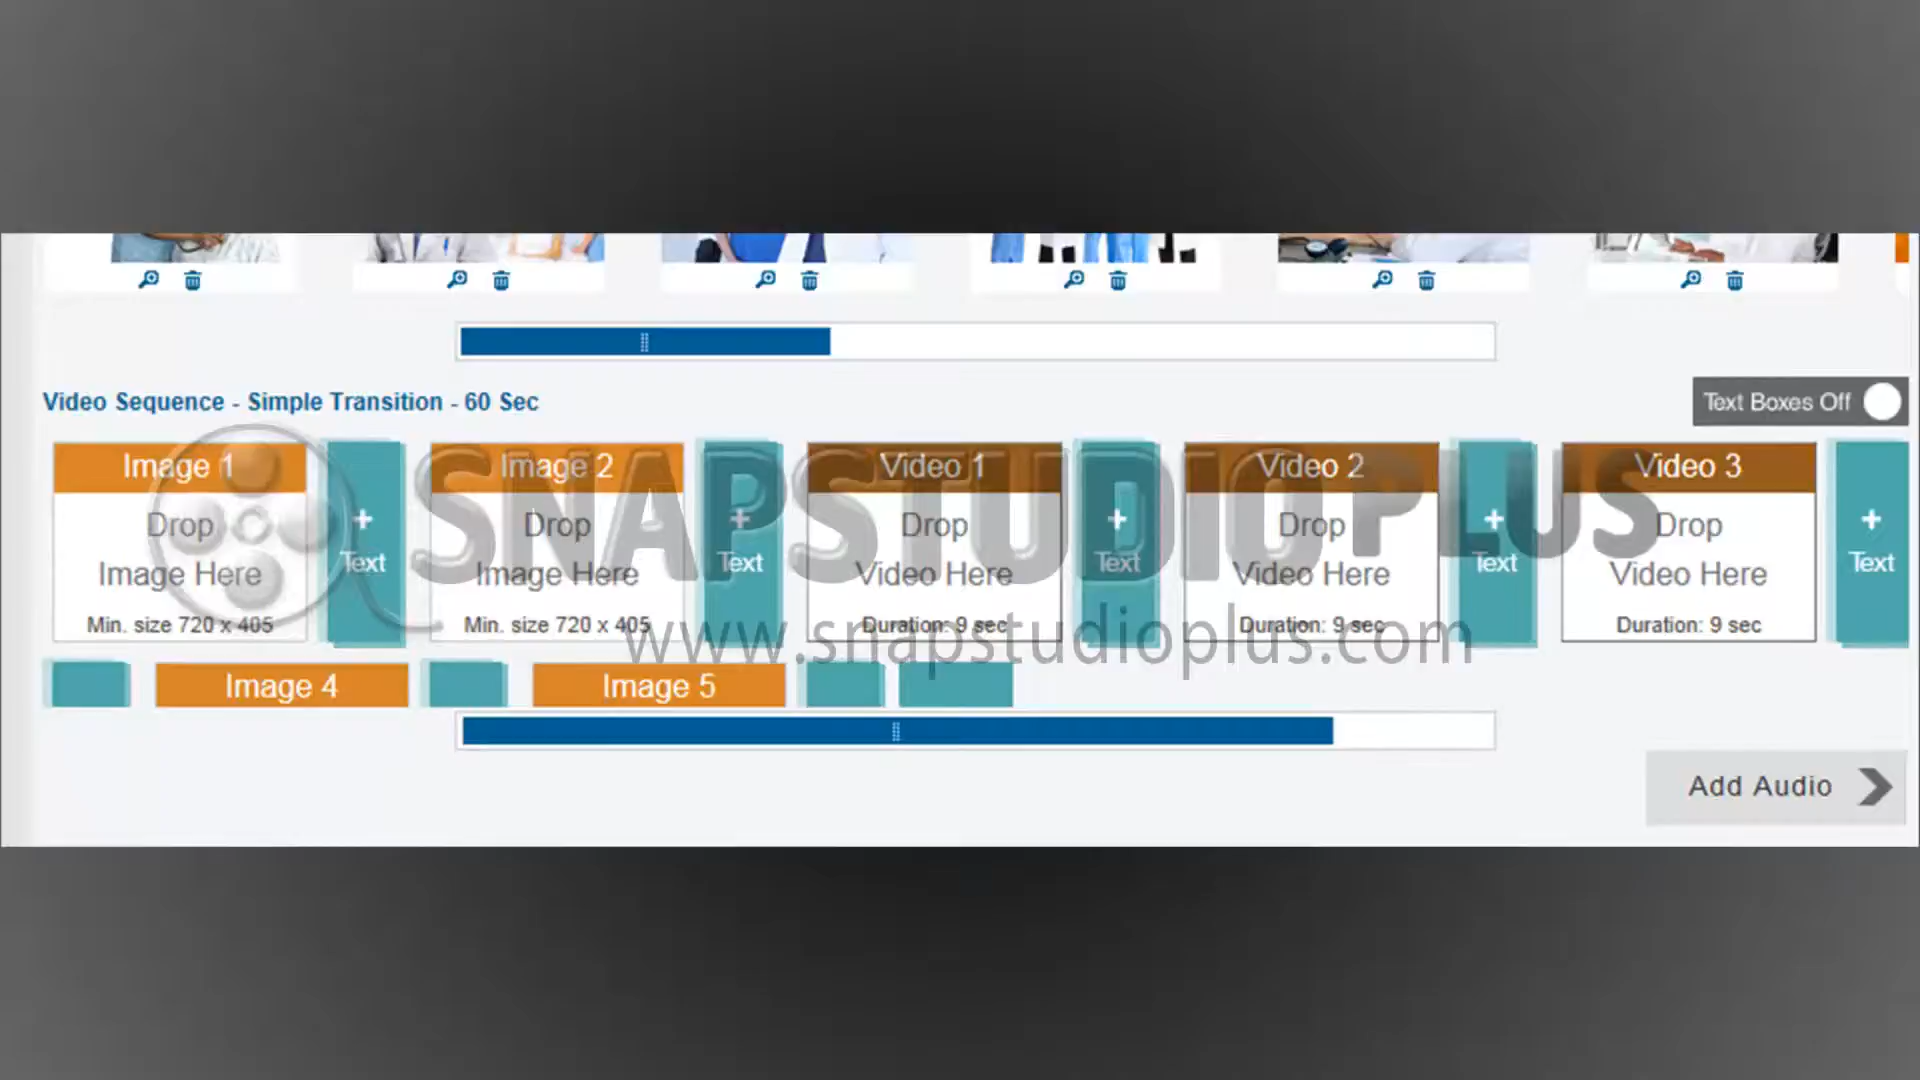 Video Sequence - Simple Transition - 60 Sec
Text Boxes Off
Image 1
Drop
Image Here
Min. size 720 x 405
+
Text
Image 2
Drop
Image Here
Min. size 720 x 405
+
Text
Video 1
Drop
Video Here
Duration: 9 sec
+
Text
Video 2
Drop
Video Here
Duration: 9 sec
+
Text
Video 3
Drop
Video Here
Duration: 9 sec
+
Text
SNAPSTUDIOPLUS
www.snapstudioplus.com
Image 4
Image 5
Add Audio